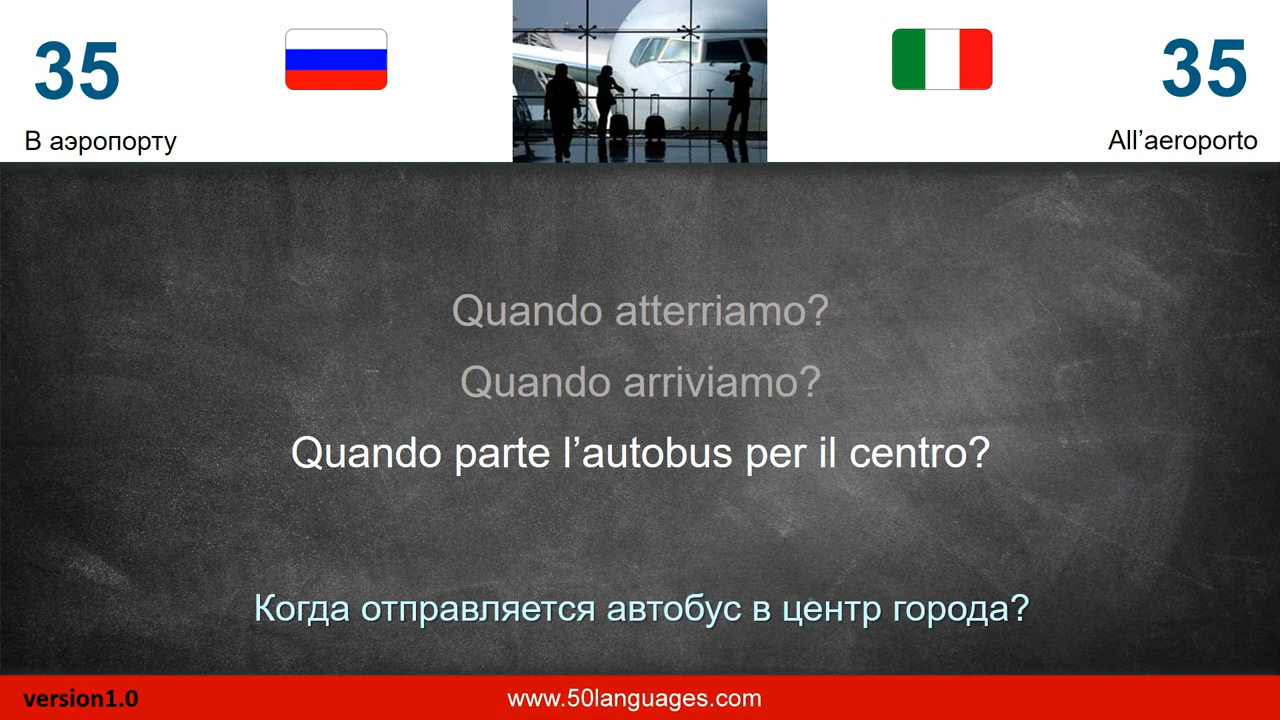 35
35
В аэропорту
All’aeroporto
Quando atterriamo?
Quando arriviamo?
Quando parte l’autobus per il centro?
Когда отправляется автобус в центр города?
version1.0
www.50languages.com